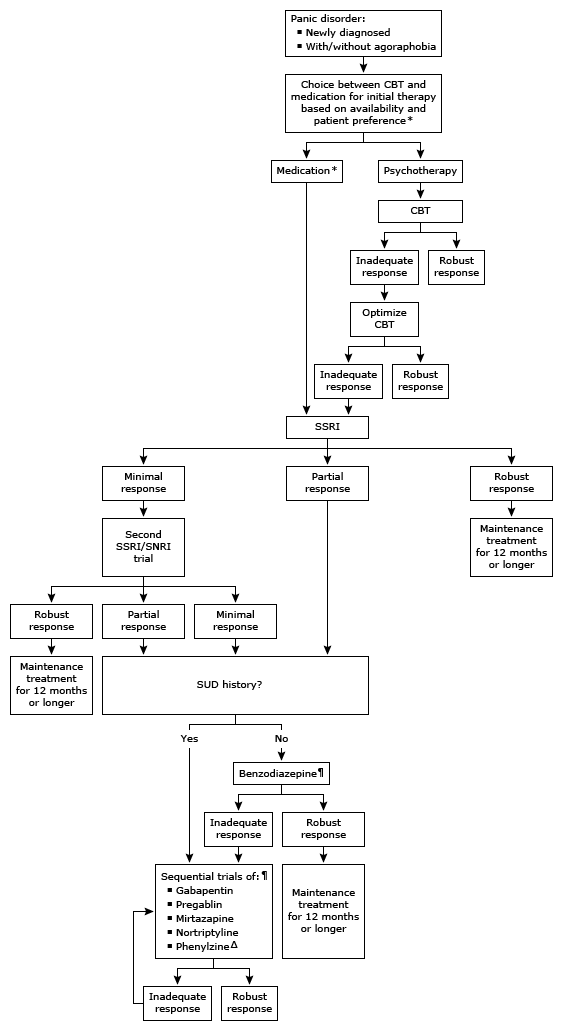 Panic disorder:
▪ Newly diagnosed
▪ With/without agoraphobia
Choice between CBT and
medication for initial therapy
based on availability and
patient preference*
Medication*
Psychotherapy
CBT
Inadequate
response
Robust
response
Optimize
CBT
Inadequate
response
Robust
response
SSRI
Minimal
response
Partial
response
Robust
response
Second
SSRI/SNRI
trial
Maintenance
treatment
for 12 months
or longer
Robust
response
Partial
response
Minimal
response
Maintenance
treatment
for 12 months
or longer
SUD history?
Yes
No
Benzodiazepine¶
Inadequate
response
Robust
response
Sequential trials of:¶
▪ Gabapentin
▪ Pregablin
▪ Mirtazapine
▪ Nortriptyline
▪ PhenylzineΔ
Maintenance
treatment
for 12 months
or longer
Inadequate
response
Robust
response